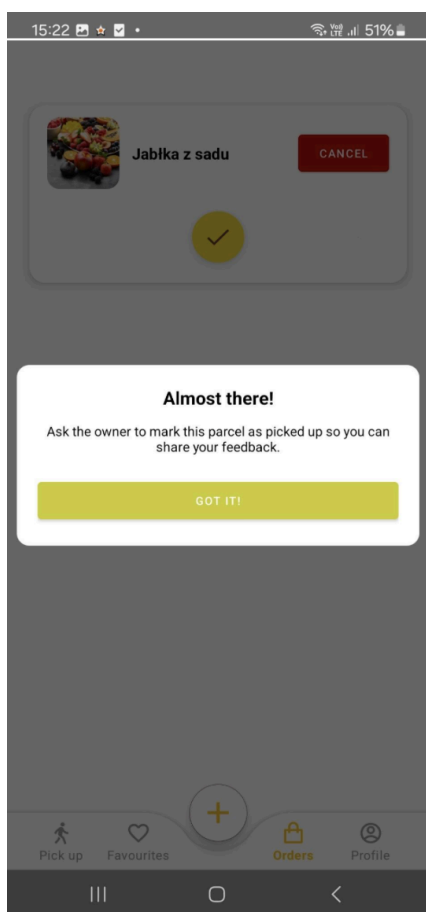 15:22 51%
Jabłka z sadu
CANCEL
Almost there!
Ask the owner to mark this parcel as picked up so you can
share your feedback.
GOT IT!
Pick up Favourites Orders Profile